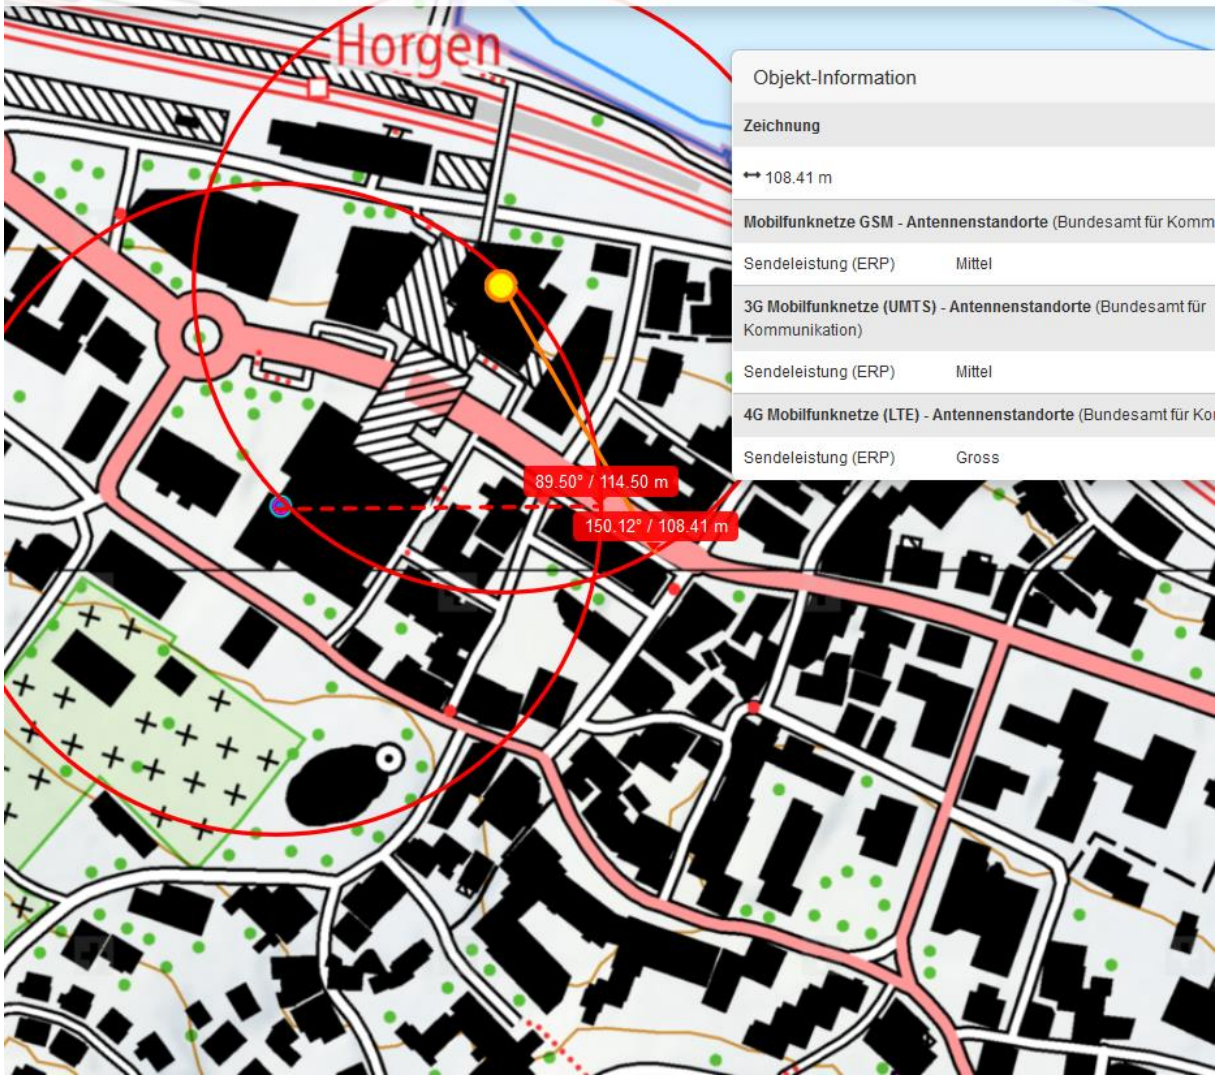 Horgen
Objekt-Information
Zeichnung
↔ 108.41 m
Mobilfunknetze GSM - Antennenstandorte (Bundesamt für Komm
Sendeleistung (ERP) Mittel
3G Mobilfunknetze (UMTS) - Antennenstandorte (Bundesamt für
Kommunikation)
Sendeleistung (ERP) Mittel
4G Mobilfunknetze (LTE) - Antennenstandorte (Bundesamt für Ko
Sendeleistung (ERP) Gross
89.50° / 114.50 m
150.12° / 108.41 m